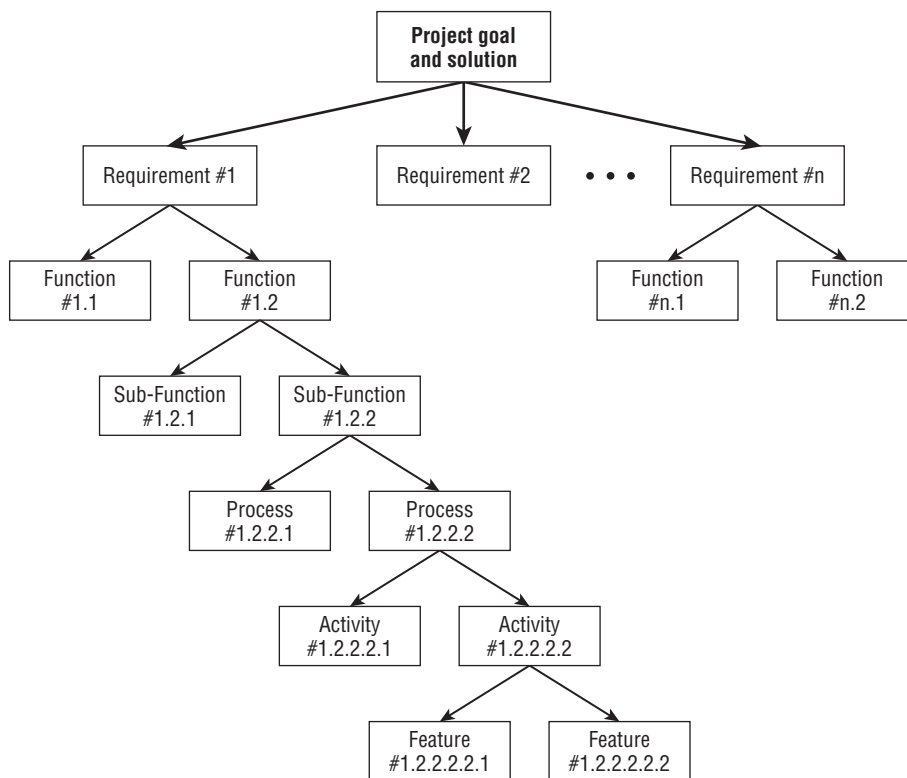 Project goal
and solution
Requirement #1
Requirement #2
• • •
Requirement #n
Function
#1.1
Function
#1.2
Function
#n.1
Function
#n.2
Sub-Function
#1.2.1
Sub-Function
#1.2.2
Process
#1.2.2.1
Process
#1.2.2.2
Activity
#1.2.2.2.1
Activity
#1.2.2.2.2
Feature
#1.2.2.2.2.1
Feature
#1.2.2.2.2.2